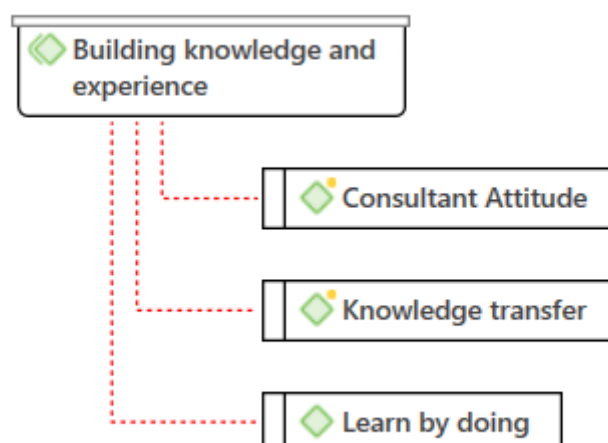 Building knowledge and
experience
Consultant Attitude
Knowledge transfer
Learn by doing